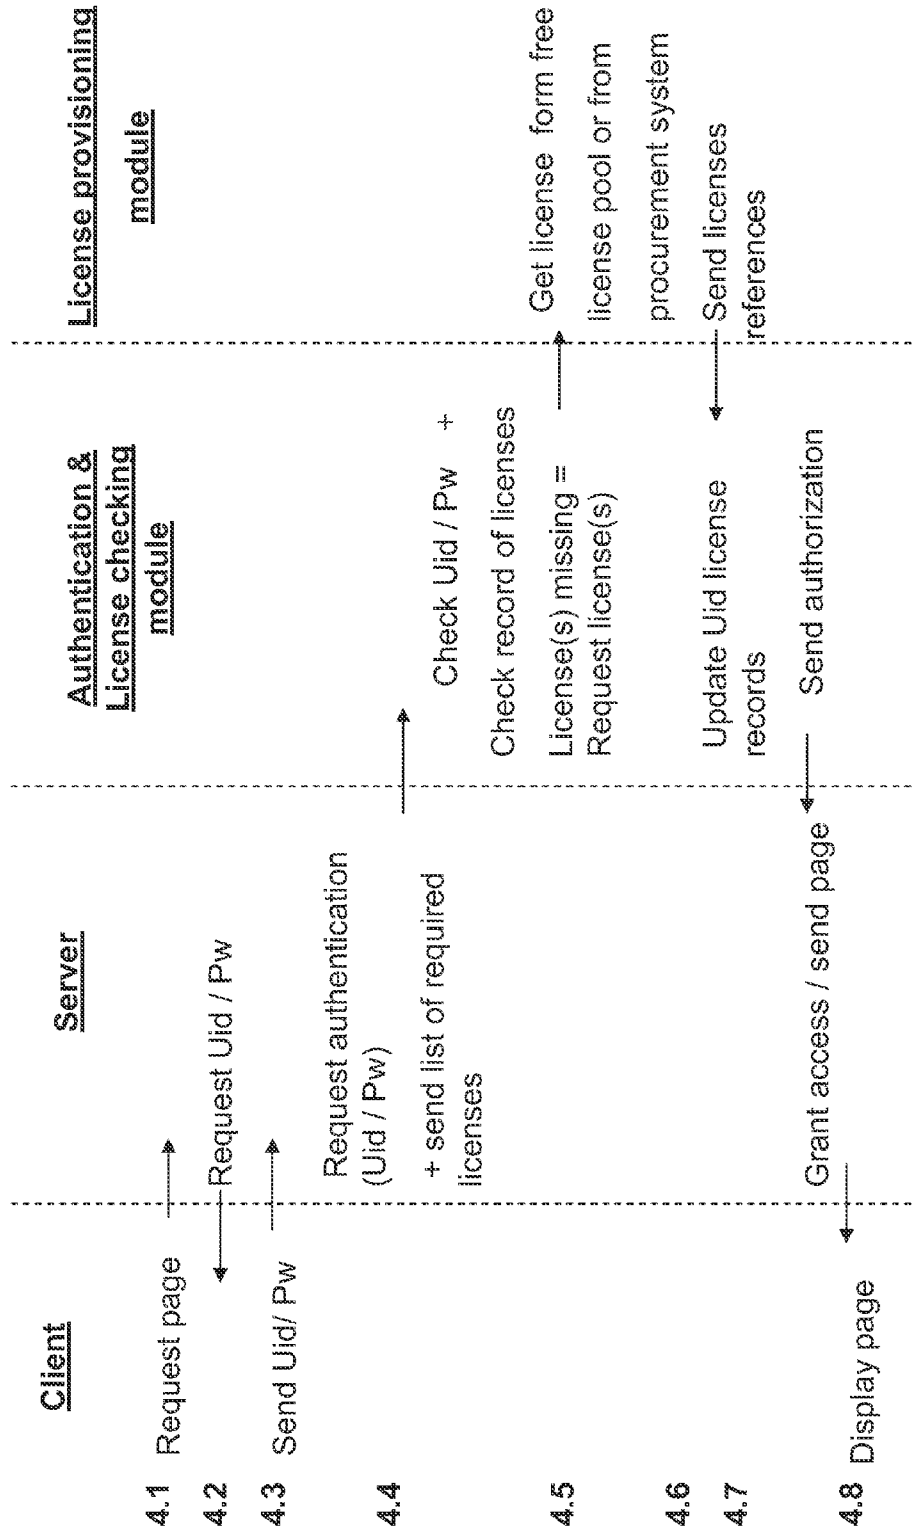 Client
Server
Authentication &
License checking
module
License provisioning
module
4.1
Request page
4.2
Request Uid / Pw
4.3
Send Uid/ Pw
4.4
Request authentication
(Uid / Pw)
+ send list of required
licenses
Check Uid / Pw +
Check record of licenses
4.5
License(s) missing =
Request license(s)
Get license form free
license pool or from
procurement system
4.6
Send licenses
references
4.7
Update Uid license
records
Send authorization
Grant access / send page
4.8
Display page